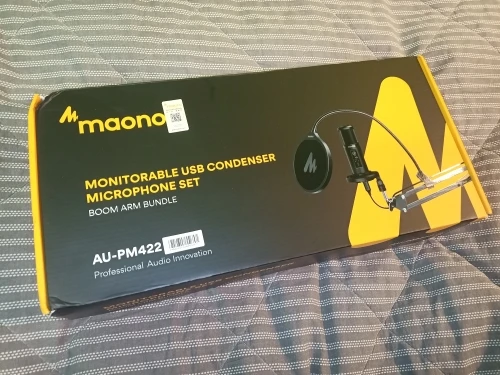 maono
MONITORABLE USB CONDENSER
MICROPHONE SET
BOOM ARM BUNDLE
AU-PM422
Professional Audio Innovation